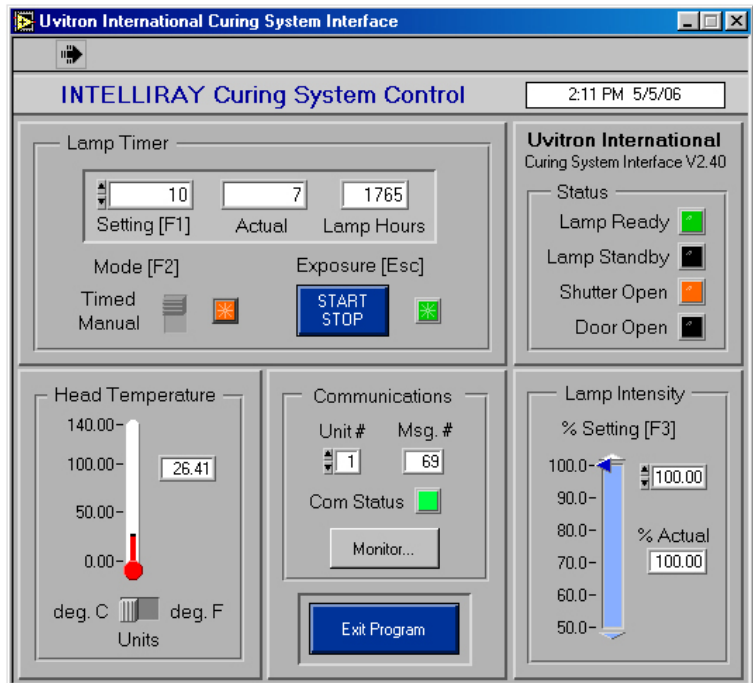 Uvitron International Curing System Interface
INTELLIRAY Curing System Control
2:11 PM 5/5/06
Lamp Timer
10 7 1765
Setting [F1] Actual Lamp Hours
Mode [F2] Exposure [Esc]
Timed
Manual
START
STOP
Uvitron International
Curing System Interface V2.40
Status
Lamp Ready
Lamp Standby
Shutter Open
Door Open
Head Temperature
140.00
100.00
50.00
0.00
26.41
deg. C deg. F
Units
Communications
Unit # Msg. #
1 69
Com Status
Monitor...
Exit Program
Lamp Intensity
% Setting [F3]
100.0
90.0
80.0
70.0
60.0
50.0
100.00
% Actual
100.00